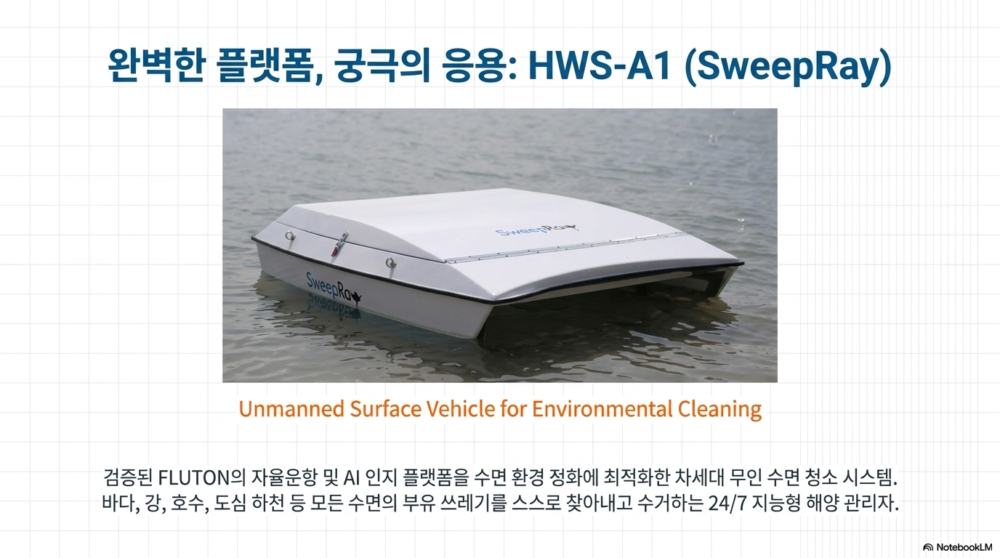 완벽한 플랫폼, 궁극의 응용: HWS-A1 (SweepRay)
SweepRay
SweepRay
Unmanned Surface Vehicle for Environmental Cleaning
검증된 FLUTON의 자율운항 및 AI 인지 플랫폼을 수면 환경 정화에 최적화한 차세대 무인 수면 청소 시스템.
바다, 강, 호수, 도심 하천 등 모든 수면의 부유 쓰레기를 스스로 찾아내고 수거하는 24/7 지능형 해양 관리자.
NotebookLM